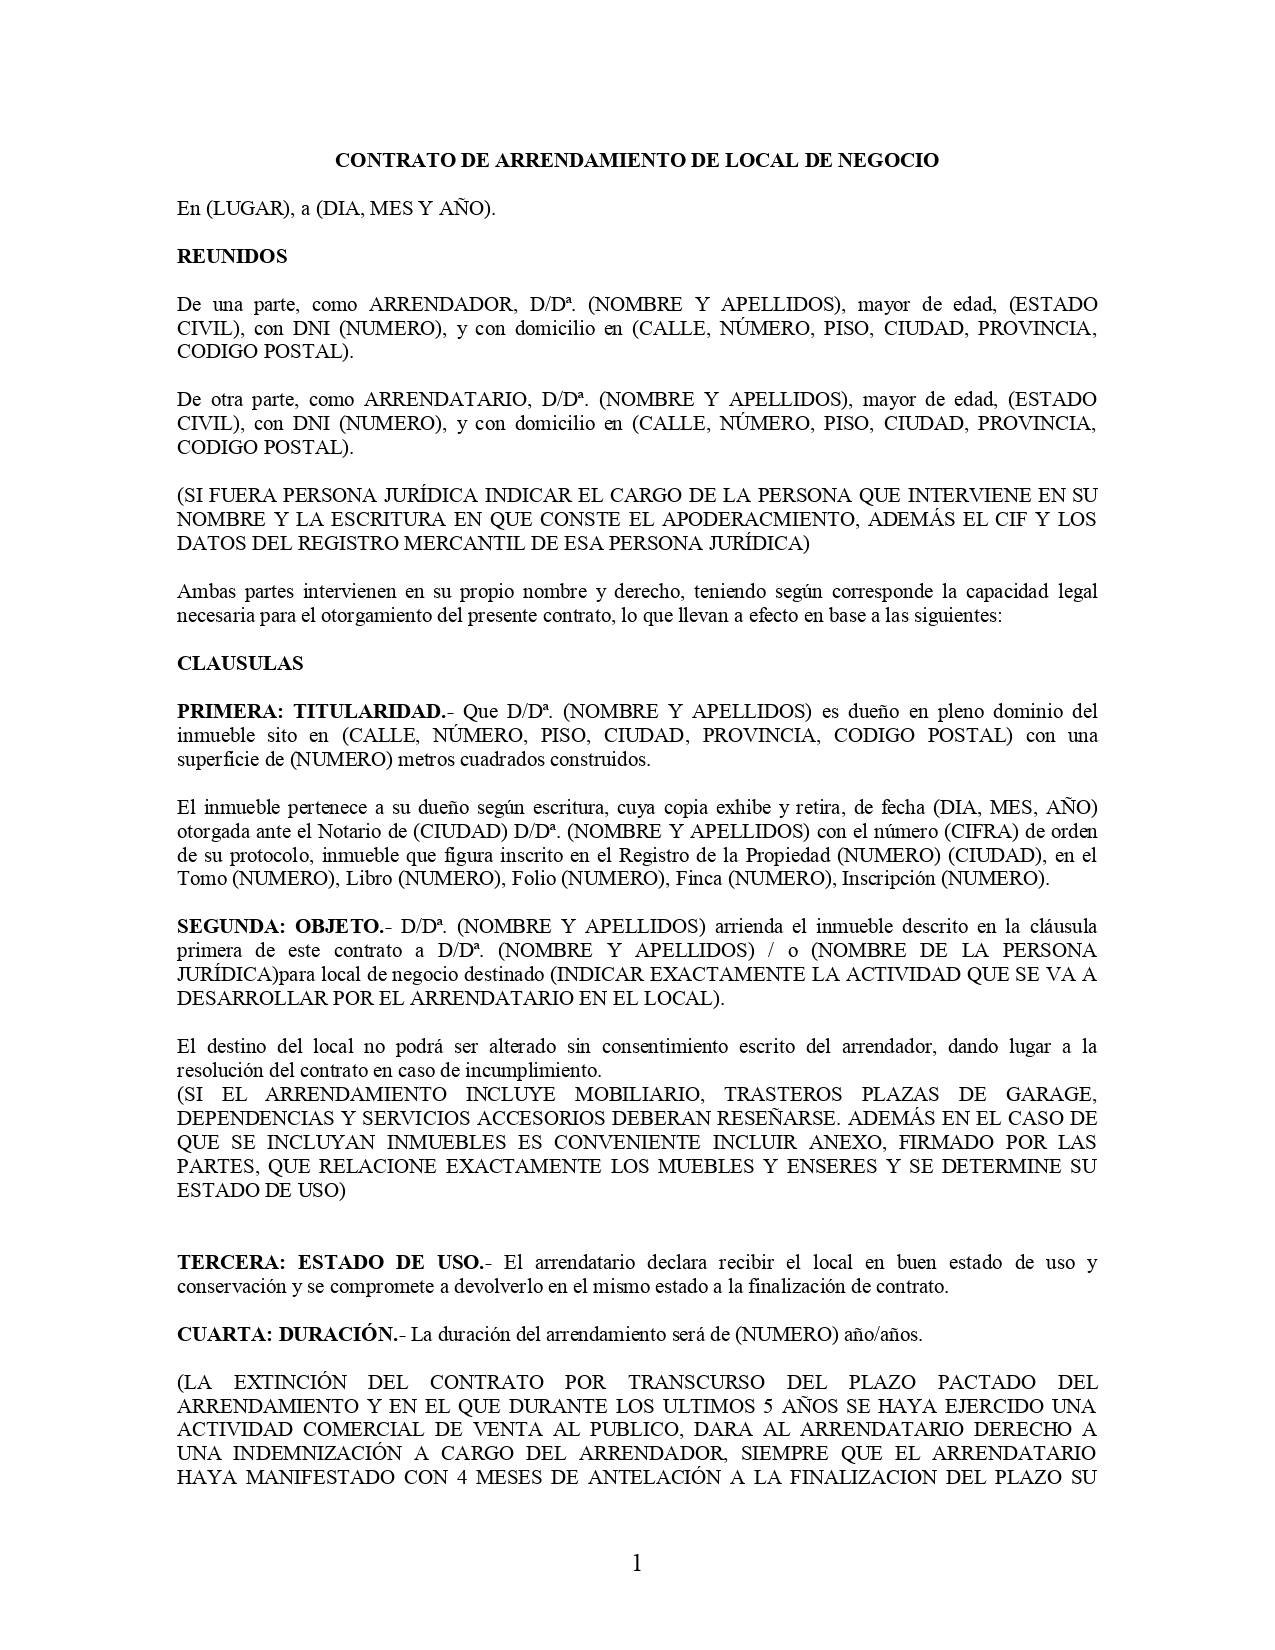 CONTRATO DE ARRENDAMIENTO DE LOCAL DE NEGOCIO
En (LUGAR), a (DIA, MES Y AÑO).
REUNIDOS
De una parte, como ARRENDADOR, D/Dª. (NOMBRE Y APELLIDOS), mayor de edad, (ESTADO
CIVIL), con DNI (NUMERO), y con domicilio en (CALLE, NÚMERO, PISO, CIUDAD, PROVINCIA,
CODIGO POSTAL).
De otra parte, como ARRENDATARIO, D/Dª. (NOMBRE Y APELLIDOS), mayor de edad, (ESTADO
CIVIL), con DNI (NUMERO), y con domicilio en (CALLE, NÚMERO, PISO, CIUDAD, PROVINCIA,
CODIGO POSTAL).
(SI FUERA PERSONA JURÍDICA INDICAR EL CARGO DE LA PERSONA QUE INTERVIENE EN SU
NOMBRE Y LA ESCRITURA EN QUE CONSTE EL APODERACMIENTO, ADEMÁS EL CIF Y LOS
DATOS DEL REGISTRO MERCANTIL DE ESA PERSONA JURÍDICA)
Ambas partes intervienen en su propio nombre y derecho, teniendo según corresponde la capacidad legal
necesaria para el otorgamiento del presente contrato, lo que llevan a efecto en base a las siguientes:
CLAUSULAS
PRIMERA: TITULARIDAD.- Que D/Dª. (NOMBRE Y APELLIDOS) es dueño en pleno dominio del
inmueble sito en (CALLE, NÚMERO, PISO, CIUDAD, PROVINCIA, CODIGO POSTAL) con una
superficie de (NUMERO) metros cuadrados construidos.
El inmueble pertenece a su dueño según escritura, cuya copia exhibe y retira, de fecha (DIA, MES, AÑO)
otorgada ante el Notario de (CIUDAD) D/Dª. (NOMBRE Y APELLIDOS) con el número (CIFRA) de orden
de su protocolo, inmueble que figura inscrito en el Registro de la Propiedad (NUMERO) (CIUDAD), en el
Tomo (NUMERO), Libro (NUMERO), Folio (NUMERO), Finca (NUMERO), Inscripción (NUMERO).
SEGUNDA: OBJETO.- D/Dª. (NOMBRE Y APELLIDOS) arrienda el inmueble descrito en la cláusula
primera de este contrato a D/Dª. (NOMBRE Y APELLIDOS) / o (NOMBRE DE LA PERSONA
JURÍDICA)para local de negocio destinado (INDICAR EXACTAMENTE LA ACTIVIDAD QUE SE VA A
DESARROLLAR POR EL ARRENDATARIO EN EL LOCAL).
El destino del local no podrá ser alterado sin consentimiento escrito del arrendador, dando lugar a la
resolución del contrato en caso de incumplimiento.
(SI EL ARRENDAMIENTO INCLUYE MOBILIARIO, TRASTEROS PLAZAS DE GARAGE,
DEPENDENCIAS Y SERVICIOS ACCESORIOS DEBERAN RESEÑARSE. ADEMÁS EN EL CASO DE
QUE SE INCLUYAN INMUEBLES ES CONVENIENTE INCLUIR ANEXO, FIRMADO POR LAS
PARTES, QUE RELACIONE EXACTAMENTE LOS MUEBLES Y ENSERES Y SE DETERMINE SU
ESTADO DE USO)
TERCERA: ESTADO DE USO.- El arrendatario declara recibir el local en buen estado de uso y
conservación y se compromete a devolverlo en el mismo estado a la finalización de contrato.
CUARTA: DURACIÓN.- La duración del arrendamiento será de (NUMERO) año/años.
(LA EXTINCIÓN DEL CONTRATO POR TRANSCURSO DEL PLAZO PACTADO DEL
ARRENDAMIENTO Y EN EL QUE DURANTE LOS ULTIMOS 5 AÑOS SE HAYA EJERCIDO UNA
ACTIVIDAD COMERCIAL DE VENTA AL PUBLICO, DARA AL ARRENDATARIO DERECHO A
UNA INDEMNIZACIÓN A CARGO DEL ARRENDADOR, SIEMPRE QUE EL ARRENDATARIO
HAYA MANIFESTADO CON 4 MESES DE ANTELACIÓN A LA FINALIZACION DEL PLAZO SU
1